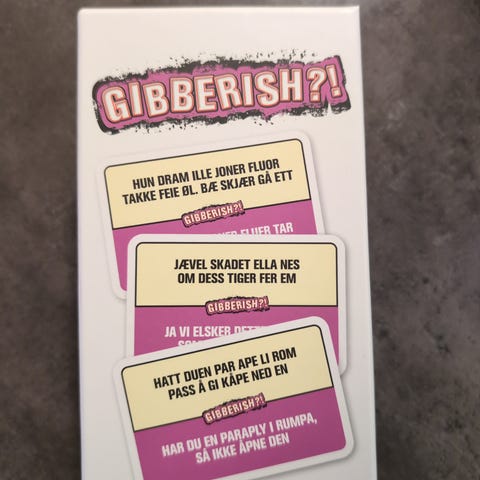 GIBBERISH?!
HUN DRAM ILLE JONER FLUOR
TAKKE FEIE ØL. BÆ SKJÆR GÅ ETT
GIBBERISH?!
FLUER TAR
JÆVEL SKADET ELLA NES
OM DESS TIGER FER EM
GIBBERISH?!
JA VI ELSKER
HATT DUEN PAR APE LI ROM
PASS Å GI KÅPE NED EN
GIBBERISH?!
HAR DU EN PARAPLY I RUMPA,
SÅ IKKE ÅPNE DEN